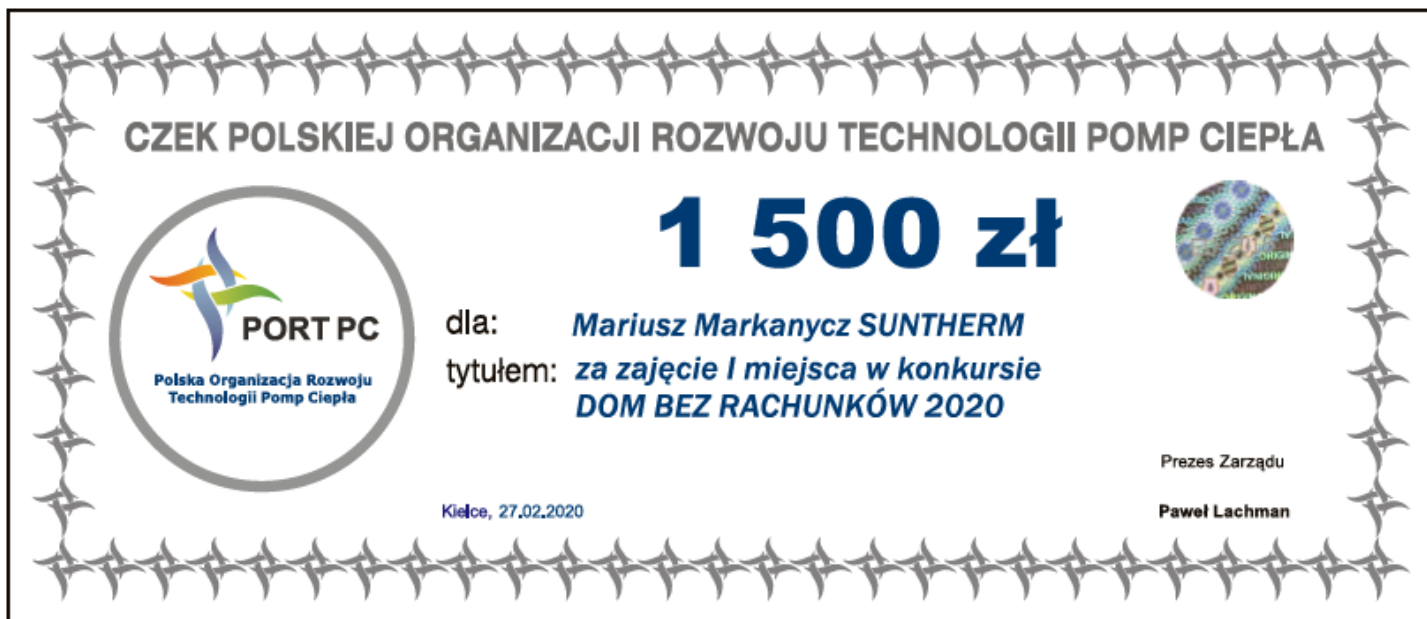 CZEK POLSKIEJ ORGANIZACJI ROZWOJU TECHNOLOGII POMP CIEPŁA
1 500 zł
PORT PC
Polska Organizacja Rozwoju
Technologii Pomp Ciepła
dla: Mariusz Markanycz SUNTHERM
tytułem: za zajęcie I miejsca w konkursie
DOM BEZ RACHUNKÓW 2020
Prezes Zarządu
Kielce, 27.02.2020
Paweł Lachman